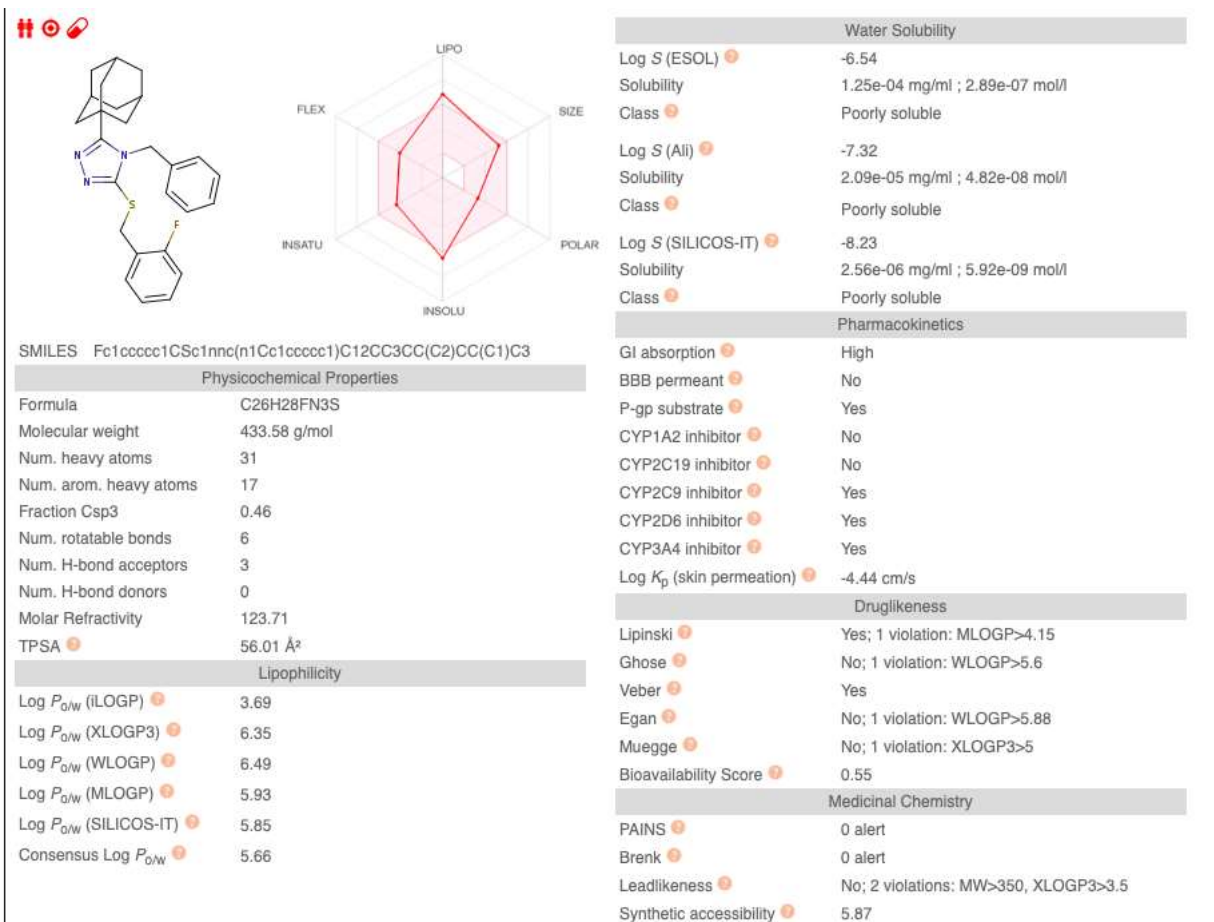 LIPO
FLEX
SIZE
INSATU
POLAR
INSOLU
N
N
N
S
F
SMILES Fc1ccccc1CSc1nnc(n1Cc1ccccc1)C12CC3CC(C2)CC(C1)C3
Physicochemical Properties
Formula C26H28FN3S
Molecular weight 433.58 g/mol
Num. heavy atoms 31
Num. arom. heavy atoms 17
Fraction Csp3 0.46
Num. rotatable bonds 6
Num. H-bond acceptors 3
Num. H-bond donors 0
Molar Refractivity 123.71
TPSA ? 56.01 Å²
Lipophilicity
Log Po/w (iLOGP) ? 3.69
Log Po/w (XLOGP3) ? 6.35
Log Po/w (WLOGP) ? 6.49
Log Po/w (MLOGP) ? 5.93
Log Po/w (SILICOS-IT) ? 5.85
Consensus Log Po/w ? 5.66
Water Solubility
Log S (ESOL) ? -6.54
Solubility 1.25e-04 mg/ml ; 2.89e-07 mol/l
Class ? Poorly soluble
Log S (Ali) ? -7.32
Solubility 2.09e-05 mg/ml ; 4.82e-08 mol/l
Class ? Poorly soluble
Log S (SILICOS-IT) ? -8.23
Solubility 2.56e-06 mg/ml ; 5.92e-09 mol/l
Class ? Poorly soluble
Pharmacokinetics
GI absorption ? High
BBB permeant ? No
P-gp substrate ? Yes
CYP1A2 inhibitor ? No
CYP2C19 inhibitor ? No
CYP2C9 inhibitor ? Yes
CYP2D6 inhibitor ? Yes
CYP3A4 inhibitor ? Yes
Log Kp (skin permeation) ? -4.44 cm/s
Druglikeness
Lipinski ? Yes; 1 violation: MLOGP>4.15
Ghose ? No; 1 violation: WLOGP>5.6
Veber ? Yes
Egan ? No; 1 violation: WLOGP>5.88
Muegge ? No; 1 violation: XLOGP3>5
Bioavailability Score ? 0.55
Medicinal Chemistry
PAINS ? 0 alert
Brenk ? 0 alert
Leadlikeness ? No; 2 violations: MW>350, XLOGP3>3.5
Synthetic accessibility ? 5.87